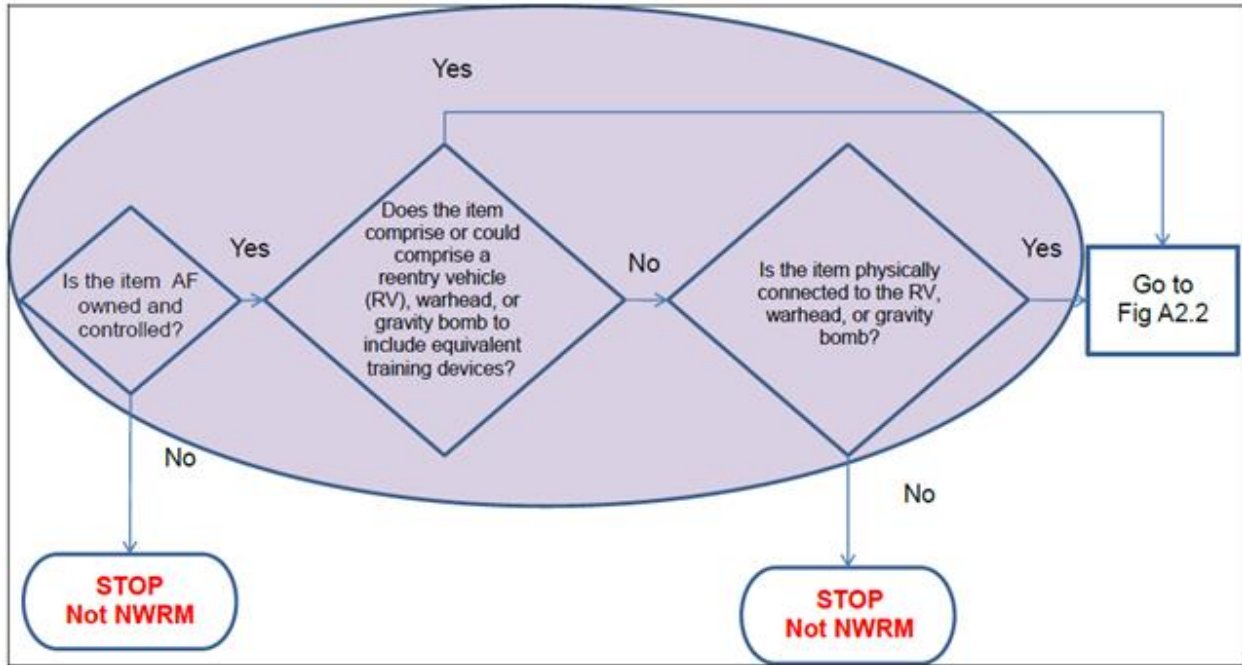 Yes
Is the item AF
owned and
controlled?
Yes
Does the item
comprise or could
comprise a
reentry vehicle
(RV), warhead, or
gravity bomb to
include equivalent
training devices?
No
Is the item physically
connected to the RV,
warhead, or gravity
bomb?
Yes
Go to
Fig A2.2
No
STOP
Not NWRM
No
STOP
Not NWRM